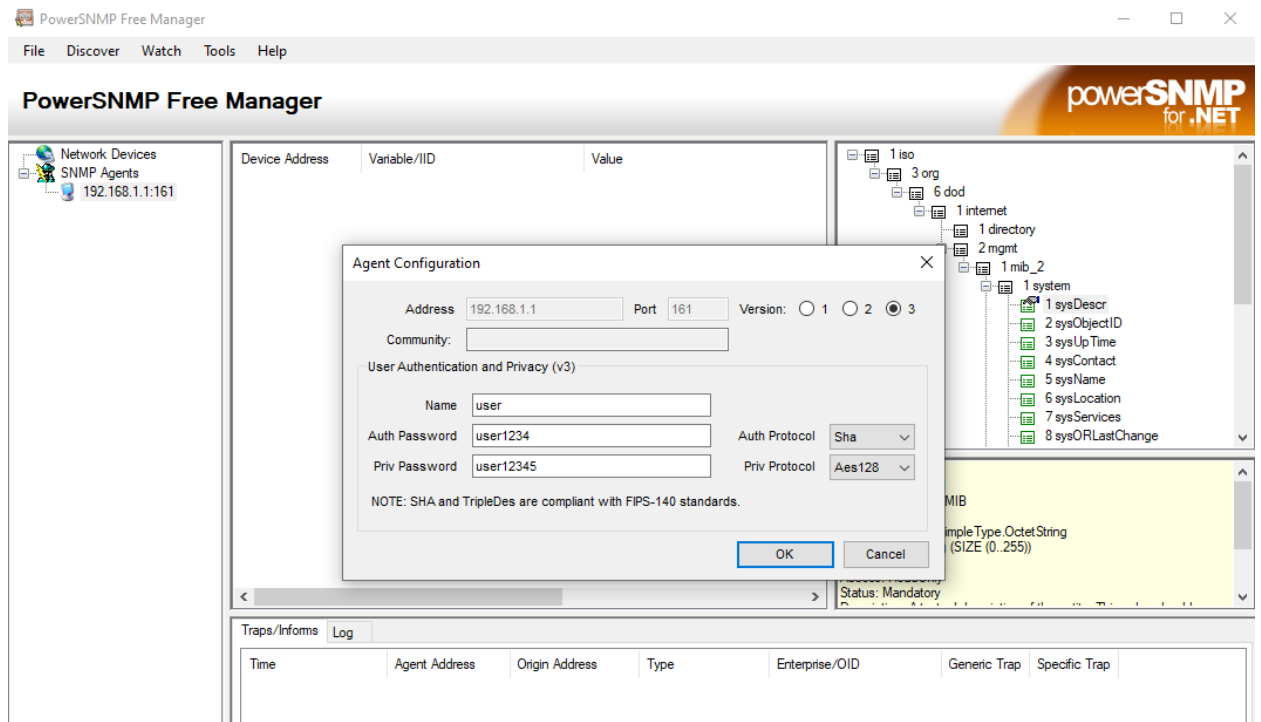 PowerSNMP Free Manager
File Discover Watch Tools Help
PowerSNMP Free Manager
powerSNMP
for .NET
Network Devices
SNMP Agents
192.168.1.1:161
Device Address Variable/IID Value
1 iso
3 org
6 dod
1 internet
1 directory
2 mgmt
1 mib_2
1 system
1 sysDescr
2 sysObjectID
3 sysUpTime
4 sysContact
5 sysName
6 sysLocation
7 sysServices
8 sysORLastChange
Agent Configuration
Address 192.168.1.1 Port 161 Version: 1 2 3
Community:
User Authentication and Privacy (v3)
Name user
Auth Password user1234 Auth Protocol Sha
Priv Password user12345 Priv Protocol Aes128
NOTE: SHA and TripleDes are compliant with FIPS-140 standards.
OK Cancel
MIB
impleType.OctetString
(SIZE (0..255))
Status: Mandatory
Traps/Informs Log
Time Agent Address Origin Address Type Enterprise/OID Generic Trap Specific Trap